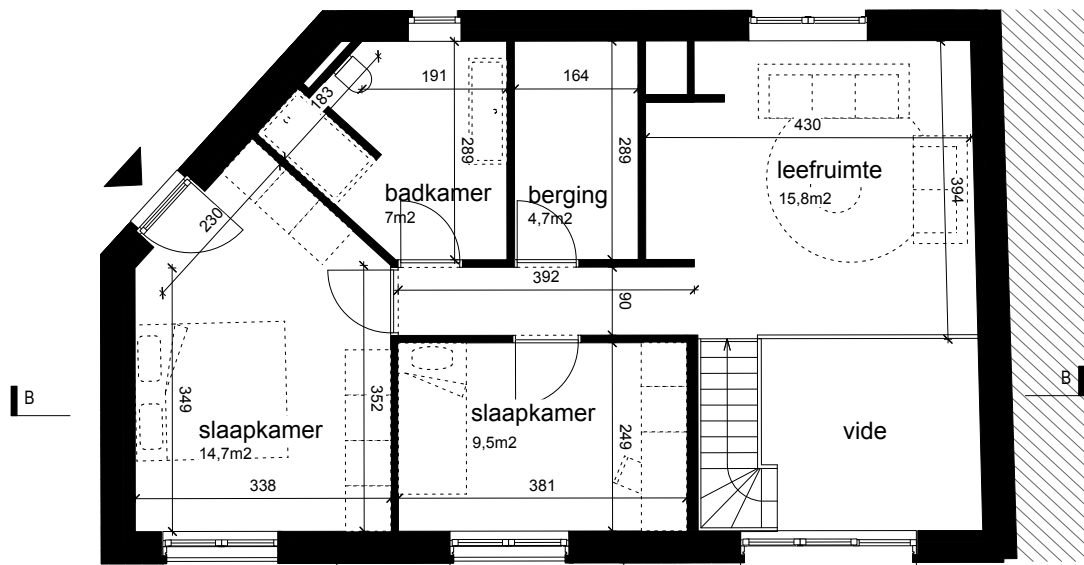 191
164
183
289
289
430
leefruimte
15,8m2
394
badkamer
7m2
berging
4,7m2
230
392
90
B
B
349
352
slaapkamer
14,7m2
slaapkamer
9,5m2
249
vide
338
381